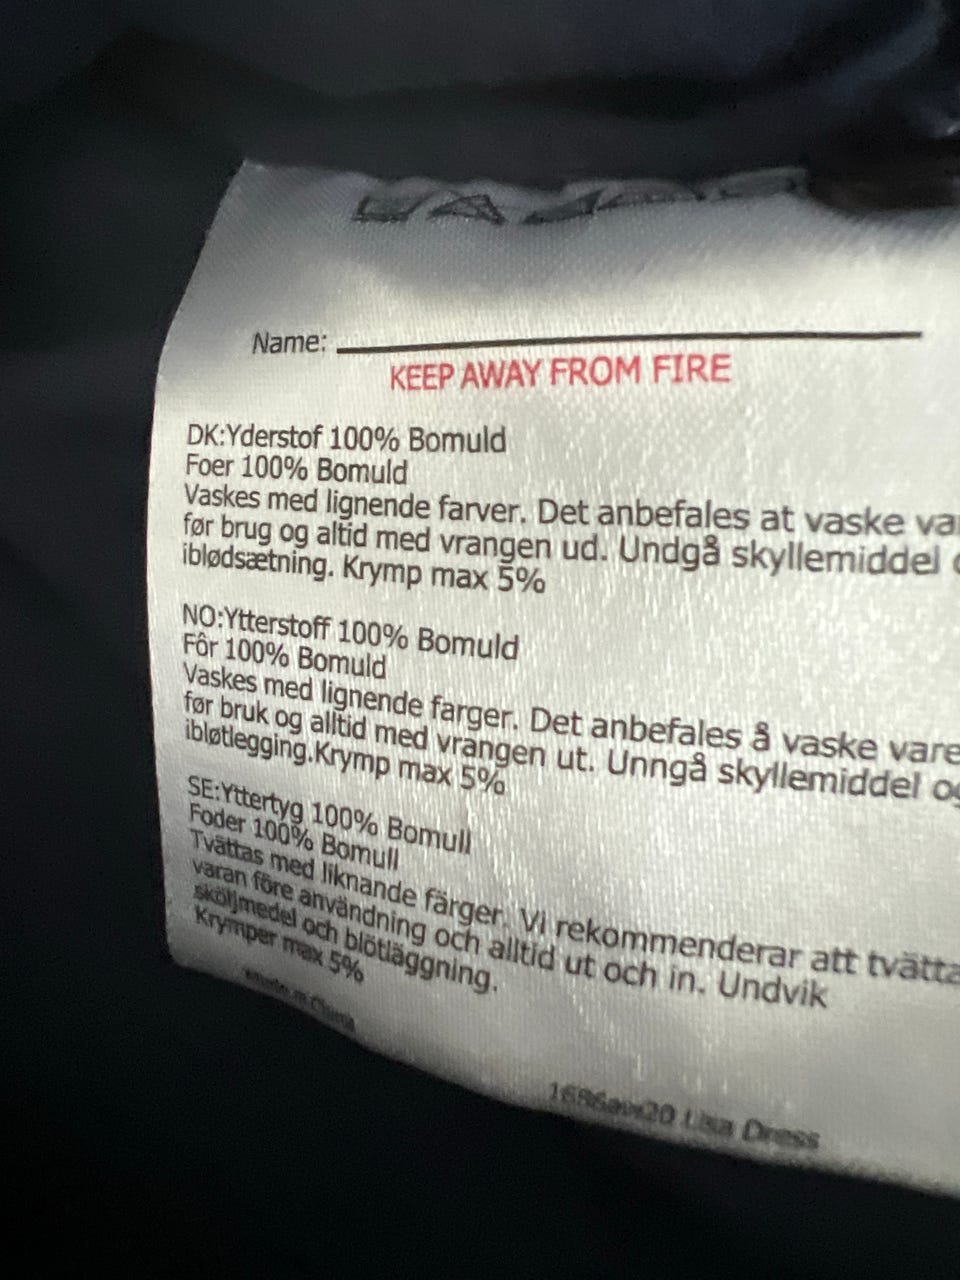 Name:
KEEP AWAY FROM FIRE
DK:Yderstof 100% Bomuld
Foer 100% Bomuld
Vaskes med lignende farver. Det anbefales at vaske
før brug og altid med vrangen ud. Undgå skyllemiddel
iblødsætning. Krymp max 5%
NO:Ytterstoff 100% Bomuld
Fôr 100% Bomuld
Vaskes med lignende farger. Det anbefales å vaske vare
før bruk og alltid med vrangen ut. Unngå skyllemiddel og
ibløtlegging.Krymp max 5%
SE:Yttertyg 100% Bomull
Foder 100% Bomull
Tvättas med liknande färger. Vi rekommenderar att tvätta
varan före användning och alltid ut och in. Undvik
sköljmedel och blötläggning.
Krymper max 5%
Made in China
Dress